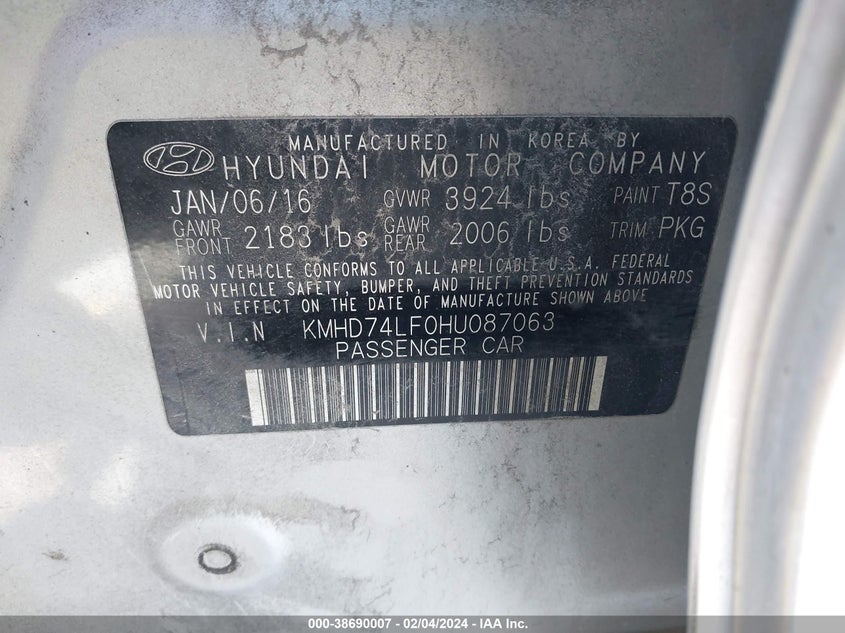 MANUFACTURED IN KOREA BY
HYUNDAI MOTOR COMPANY
JAN/06/16 GVWR 3924 lbs PAINT T8S
GAWR FRONT 2183 lbs GAWR REAR 2006 lbs TRIM PKG
THIS VEHICLE CONFORMS TO ALL APPLICABLE U.S.A. FEDERAL
MOTOR VEHICLE SAFETY, BUMPER, AND THEFT PREVENTION STANDARDS
IN EFFECT ON THE DATE OF MANUFACTURE SHOWN ABOVE
V.I.N KMHD74LF0HU087063
PASSENGER CAR
000-38690007 - 02/04/2024 - IAA Inc.